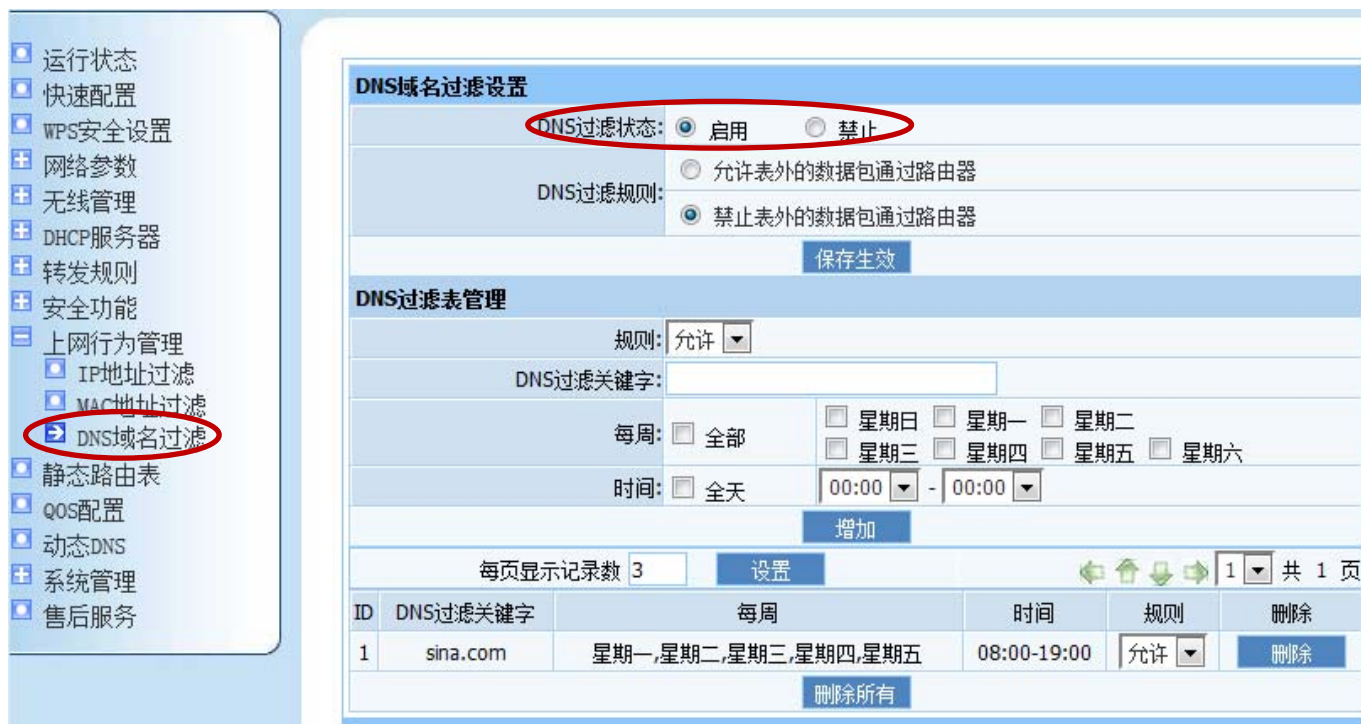 运行状态
快速配置
WPS安全设置
网络参数
无线管理
DHCP服务器
转发规则
安全功能
上网行为管理
IP地址过滤
MAC地址过滤
DNS域名过滤
静态路由表
QOS配置
动态DNS
系统管理
售后服务
DNS域名过滤设置
DNS过滤状态: 启用 禁止
DNS过滤规则:
允许表外的数据包通过路由器
禁止表外的数据包通过路由器
保存生效
DNS过滤表管理
规则: 允许
DNS过滤关键字:
每周: 全部
星期日 星期一 星期二
星期三 星期四 星期五 星期六
时间: 全天 00:00 - 00:00
增加
每页显示记录数 3 设置 1 共 1 页
ID DNS过滤关键字 每周 时间 规则 删除
1 sina.com 星期一,星期二,星期三,星期四,星期五 08:00-19:00 允许 删除
删除所有